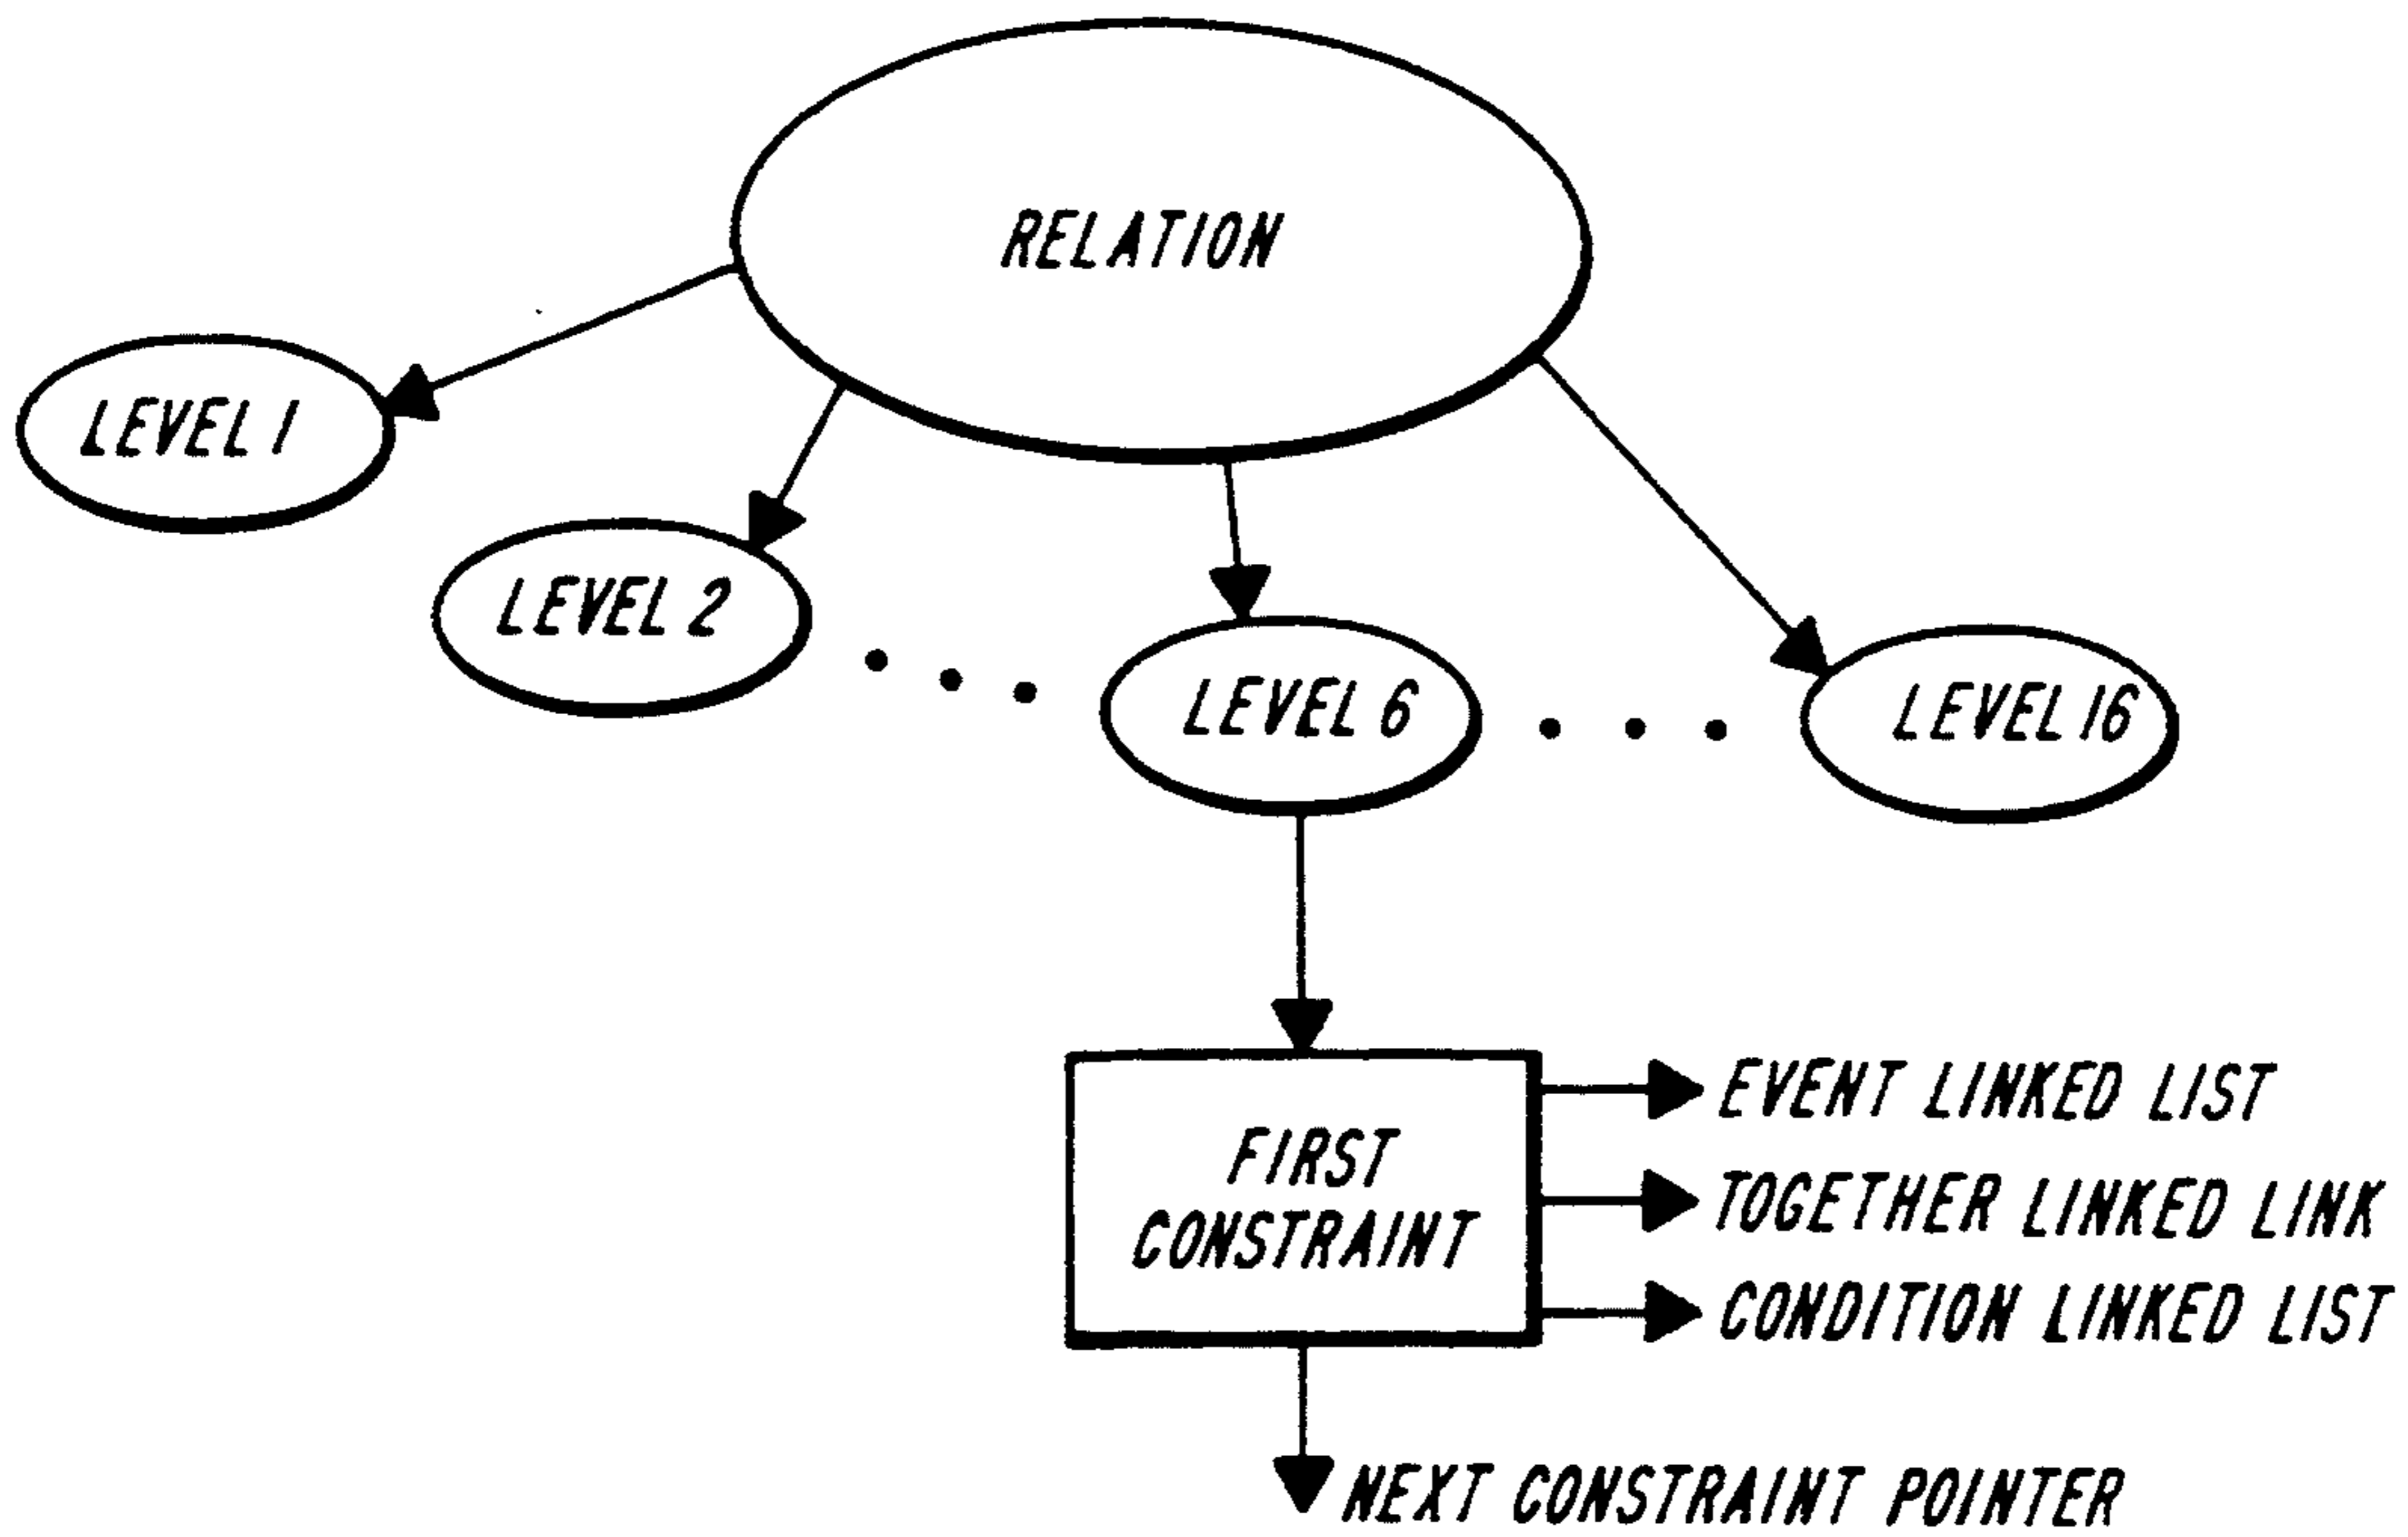 RELATION
LEVEL 1
LEVEL 2
LEVEL 6
LEVEL 16
FIRST
CONSTRAINT
EVENT LINKED LIST
TOGETHER LINKED LINK
CONDITION LINKED LIST
NEXT CONSTRAINT POINTER